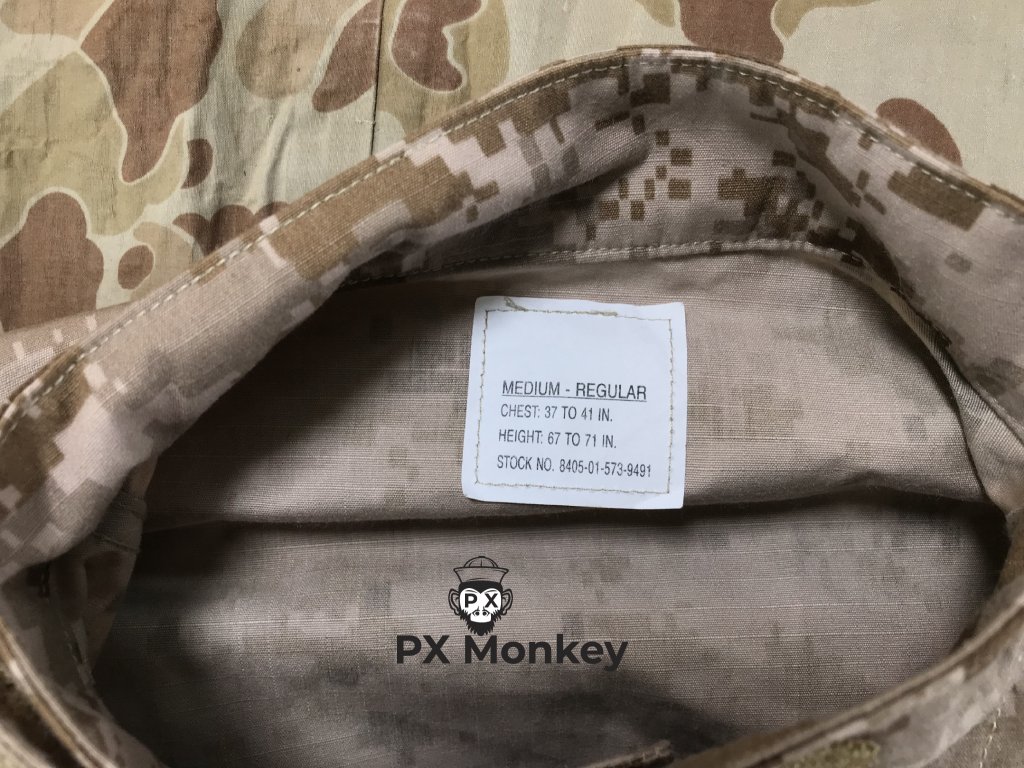 MEDIUM - REGULAR
CHEST: 37 TO 41 IN.
HEIGHT: 67 TO 71 IN.
STOCK NO. 8405-01-573-9491
PX
PX Monkey